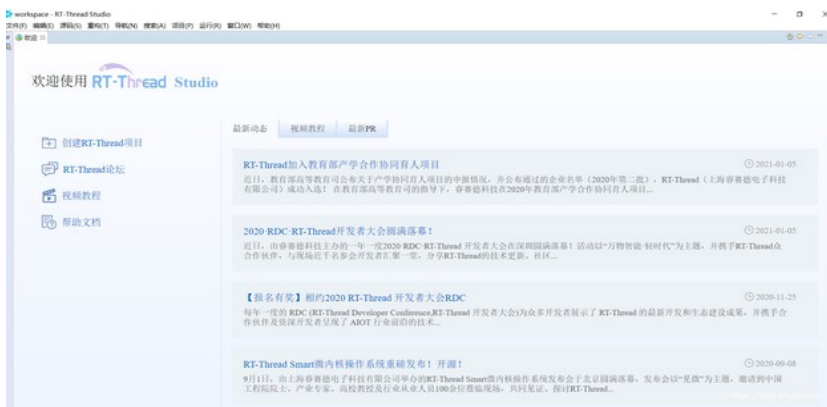 workspace - RT-Thread Studio
文件(F) 编辑(E) 源码(S) 重构(T) 导航(N) 搜索(A) 项目(P) 运行(R) 窗口(W) 帮助(H)
欢迎
欢迎使用 RT-Thread Studio
最新动态 视频教程 最新PR
创建RT-Thread项目
RT-Thread论坛
视频教程
帮助文档
RT-Thread加入教育部产学合作协同育人项目 2021-01-05
近日，教育部高等教育司公布关于产学协同育人项目的申报情况，并公布通过的企业名单（2020年第二批），RT-Thread（上海睿赛德电子科技
有限公司）成功入选！在教育部高等教育司的指导下，睿赛德科技在2020年教育部产学合作协同育人项目...
2020 RDC RT-Thread开发者大会圆满落幕！ 2021-01-05
近日，由睿赛德科技主办的一年一度2020 RDC RT-Thread 开发者大会在深圳圆满落幕！活动以“万物智能·轻时代”为主题，并携手RT-Thread众
合作伙伴，与现场近千名参会开发者汇聚一堂，分享RT-Thread的技术更新、社区...
【报名有奖】相约2020 RT-Thread 开发者大会RDC 2020-11-25
每年一度的 RDC (RT-Thread Developer Conference,RT-Thread 开发者大会)为众多开发者展示了 RT-Thread 的最新开发和生态建设成果，并携手合
作伙伴及资深开发者呈现了 AIOT 行业前沿的技术...
RT-Thread Smart微内核操作系统重磅发布！开源！ 2020-09-08
9月1日，由上海睿赛德电子科技有限公司举办的RT-Thread Smart微内核操作系统发布会于北京圆满落幕，发布会以“见微”为主题，邀请到中国
工程院院士、产业专家、高校教授及行业从业人员100余位莅临现场，共同见证、探讨RT-Thread...